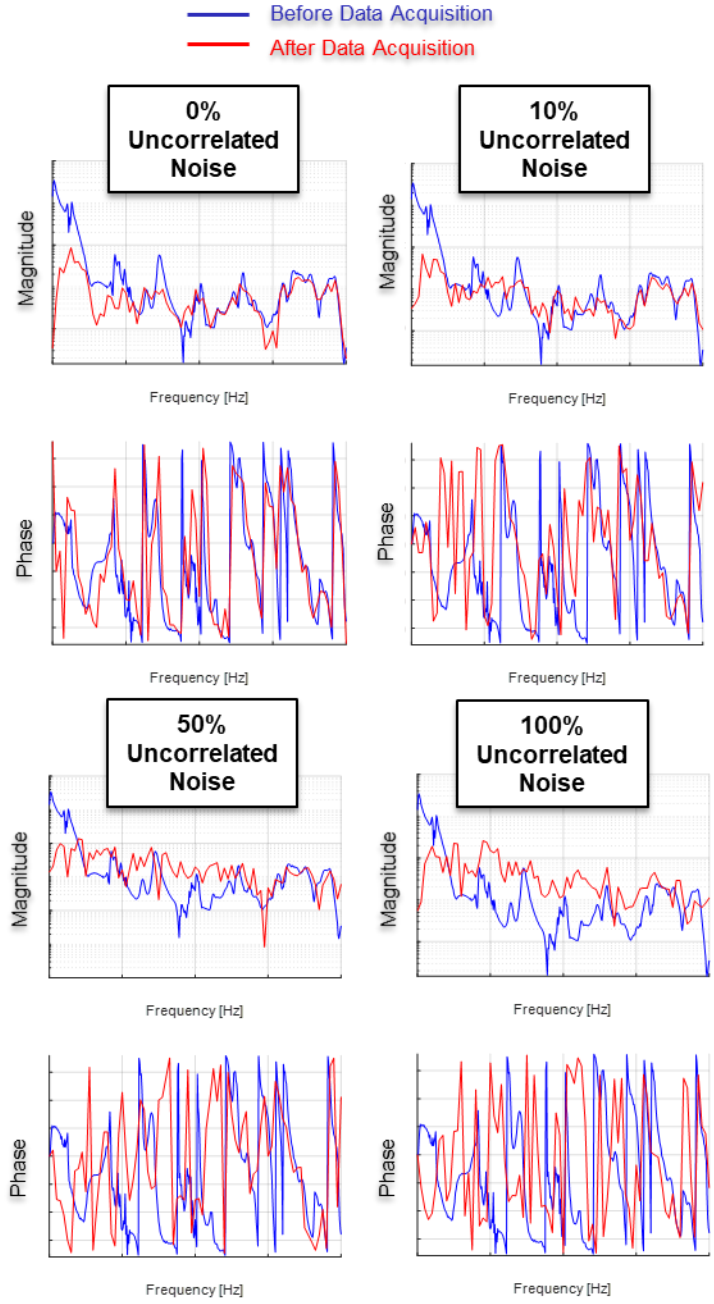 Before Data Acquisition
After Data Acquisition
0%
Uncorrelated
Noise
10%
Uncorrelated
Noise
Magnitude
Frequency [Hz]
Magnitude
Frequency [Hz]
Phase
Frequency [Hz]
Phase
Frequency [Hz]
50%
Uncorrelated
Noise
100%
Uncorrelated
Noise
Magnitude
Frequency [Hz]
Magnitude
Frequency [Hz]
Phase
Frequency [Hz]
Phase
Frequency [Hz]